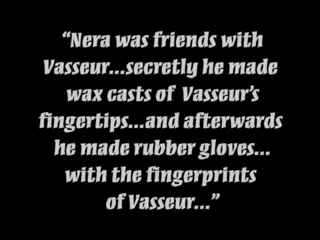 “Nera was friends with
Vasseur...secretly he made
wax casts of Vasseur’s
fingertips...and afterwards
he made rubber gloves...
with the fingerprints
of Vasseur...”